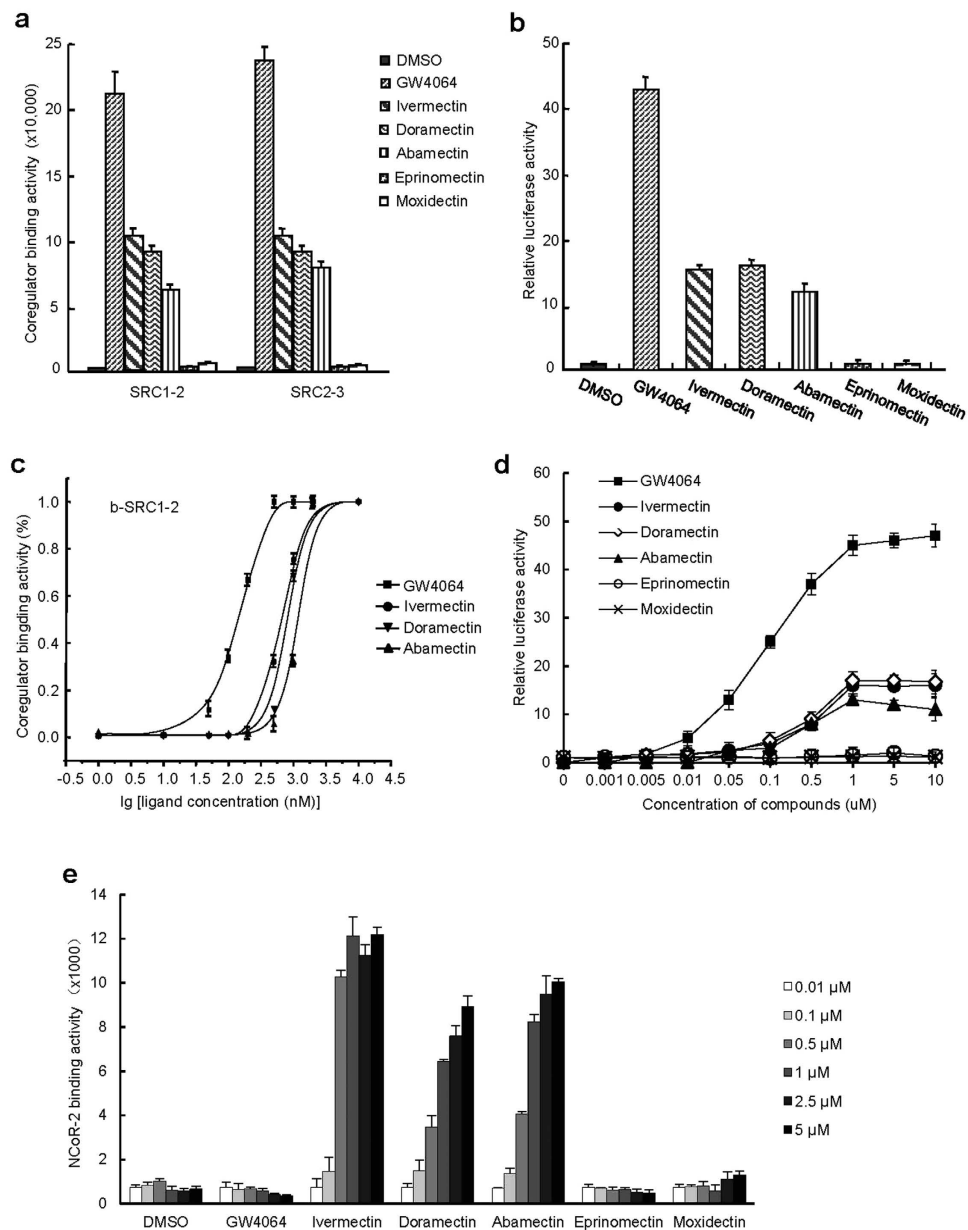 a
Coregulator binding activity (x10,000)
25
20
15
10
5
0
SRC1-2
SRC2-3
DMSO
GW4064
Ivermectin
Doramectin
Abamectin
Eprinomectin
Moxidectin
b
Relative luciferase activity
50
40
30
20
10
0
DMSO
GW4064
Ivermectin
Doramectin
Abamectin
Eprinomectin
Moxidectin
c
b-SRC1-2
Coregulator bingding activity (%)
1.0
0.8
0.6
0.4
0.2
0.0
-0.5 0.0 0.5 1.0 1.5 2.0 2.5 3.0 3.5 4.0 4.5
lg [ligand concentration (nM)]
GW4064
Ivermectin
Doramectin
Abamectin
d
Relative luciferase activity
60
50
40
30
20
10
0
0 0.001 0.005 0.01 0.05 0.1 0.5 1 5 10
Concentration of compounds (uM)
GW4064
Ivermectin
Doramectin
Abamectin
Eprinomectin
Moxidectin
e
NCoR-2 binding activity （x1000)
14
12
10
8
6
4
2
0
DMSO GW4064 Ivermectin Doramectin Abamectin Eprinomectin Moxidectin
0.01 µM
0.1 µM
0.5 µM
1 µM
2.5 µM
5 µM